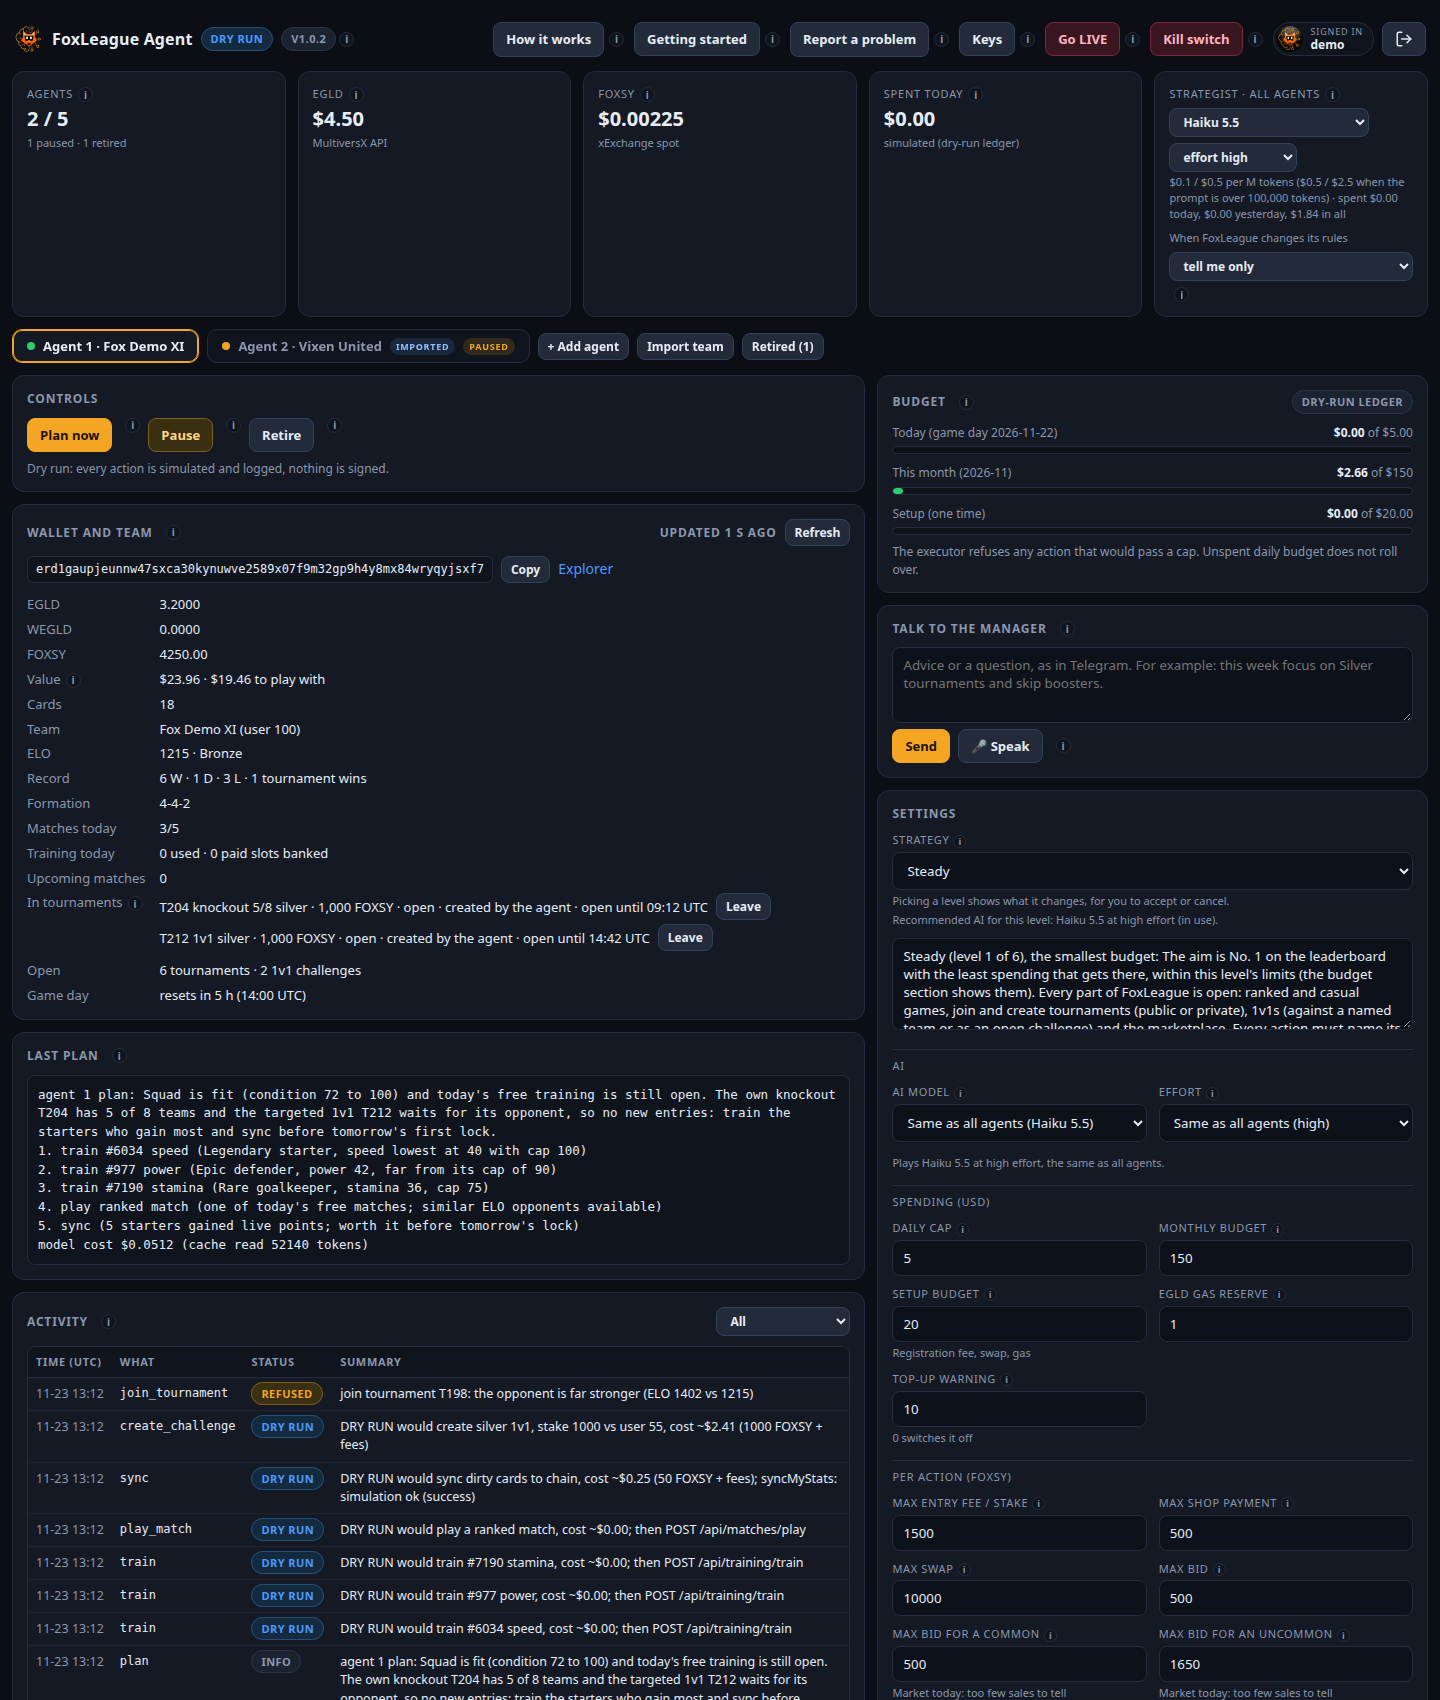 FoxLeague Agent
DRY RUN
V1.0.2
How it works
Getting started
Report a problem
Keys
Go LIVE
Kill switch
SIGNED IN
demo
AGENTS
2 / 5
1 paused · 1 retired
EGLD
$4.50
MultiversX API
FOXSY
$0.00225
xExchange spot
SPENT TODAY
$0.00
simulated (dry-run ledger)
STRATEGIST · ALL AGENTS
Haiku 5.5
effort high
$0.1 / $0.5 per M tokens ($0.5 / $2.5 when the
prompt is over 100,000 tokens) · spent $0.00
today, $0.00 yesterday, $1.84 in all
When FoxLeague changes its rules
tell me only
Agent 1 · Fox Demo XI
Agent 2 · Vixen United
IMPORTED
PAUSED
+ Add agent
Import team
Retired (1)
CONTROLS
Plan now
Pause
Retire
Dry run: every action is simulated and logged, nothing is signed.
WALLET AND TEAM
UPDATED 1 S AGO
Refresh
erd1gaupjeunnw47sxca30kynuwve2589x07f9m32gp9h4y8mx84wryqyjsxf7
Copy
Explorer
EGLD 3.2000
WEGLD 0.0000
FOXSY 4250.00
Value $23.96 · $19.46 to play with
Cards 18
Team Fox Demo XI (user 100)
ELO 1215 · Bronze
Record 6 W · 1 D · 3 L · 1 tournament wins
Formation 4-4-2
Matches today 3/5
Training today 0 used · 0 paid slots banked
Upcoming matches 0
In tournaments T204 knockout 5/8 silver · 1,000 FOXSY · open · created by the agent · open until 09:12 UTC Leave
T212 1v1 silver · 1,000 FOXSY · open · created by the agent · open until 14:42 UTC Leave
Open 6 tournaments · 2 1v1 challenges
Game day resets in 5 h (14:00 UTC)
LAST PLAN
agent 1 plan: Squad is fit (condition 72 to 100) and today's free training is still open. The own knockout
T204 has 5 of 8 teams and the targeted 1v1 T212 waits for its opponent, so no new entries: train the
starters who gain most and sync before tomorrow's first lock.
1. train #6034 speed (Legendary starter, speed lowest at 40 with cap 100)
2. train #977 power (Epic defender, power 42, far from its cap of 90)
3. train #7190 stamina (Rare goalkeeper, stamina 36, cap 75)
4. play ranked match (one of today's free matches; similar ELO opponents available)
5. sync (5 starters gained live points; worth it before tomorrow's lock)
model cost $0.0512 (cache read 52140 tokens)
ACTIVITY
All
TIME (UTC) WHAT STATUS SUMMARY
11-23 13:12 join_tournament REFUSED join tournament T198: the opponent is far stronger (ELO 1402 vs 1215)
11-23 13:12 create_challenge DRY RUN DRY RUN would create silver 1v1, stake 1000 vs user 55, cost ~$2.41 (1000 FOXSY +
fees)
11-23 13:12 sync DRY RUN DRY RUN would sync dirty cards to chain, cost ~$0.25 (50 FOXSY + fees); syncMyStats:
simulation ok (success)
11-23 13:12 play_match DRY RUN DRY RUN would play a ranked match, cost ~$0.00; then POST /api/matches/play
11-23 13:12 train DRY RUN DRY RUN would train #7190 stamina, cost ~$0.00; then POST /api/training/train
11-23 13:12 train DRY RUN DRY RUN would train #977 power, cost ~$0.00; then POST /api/training/train
11-23 13:12 train DRY RUN DRY RUN would train #6034 speed, cost ~$0.00; then POST /api/training/train
11-23 13:12 plan INFO agent 1 plan: Squad is fit (condition 72 to 100) and today's free training is still open.
The own knockout T204 has 5 of 8 teams and the targeted 1v1 T212 waits for its
opponent, so no new entries: train the starters who gain most and sync before
BUDGET
DRY-RUN LEDGER
Today (game day 2026-11-22) $0.00 of $5.00
This month (2026-11) $2.66 of $150
Setup (one time) $0.00 of $20.00
The executor refuses any action that would pass a cap. Unspent daily budget does not roll
over.
TALK TO THE MANAGER
Advice or a question, as in Telegram. For example: this week focus on Silver
tournaments and skip boosters.
Send
Speak
SETTINGS
STRATEGY
Steady
Picking a level shows what it changes, for you to accept or cancel.
Recommended AI for this level: Haiku 5.5 at high effort (in use).
Steady (level 1 of 6), the smallest budget: The aim is No. 1 on the leaderboard
with the least spending that gets there, within this level's limits (the budget
section shows them). Every part of FoxLeague is open: ranked and casual
games, join and create tournaments (public or private), 1v1s (against a named
team or as an open challenge) and the marketplace. Every action must name its
AI
AI MODEL EFFORT
Same as all agents (Haiku 5.5) Same as all agents (high)
Plays Haiku 5.5 at high effort, the same as all agents.
SPENDING (USD)
DAILY CAP MONTHLY BUDGET
5 150
SETUP BUDGET EGLD GAS RESERVE
20 1
Registration fee, swap, gas
TOP-UP WARNING
10
0 switches it off
PER ACTION (FOXSY)
MAX ENTRY FEE / STAKE MAX SHOP PAYMENT
1500 500
MAX SWAP MAX BID
10000 500
MAX BID FOR A COMMON MAX BID FOR AN UNCOMMON
500 1650
Market today: too few sales to tell Market today: too few sales to tell